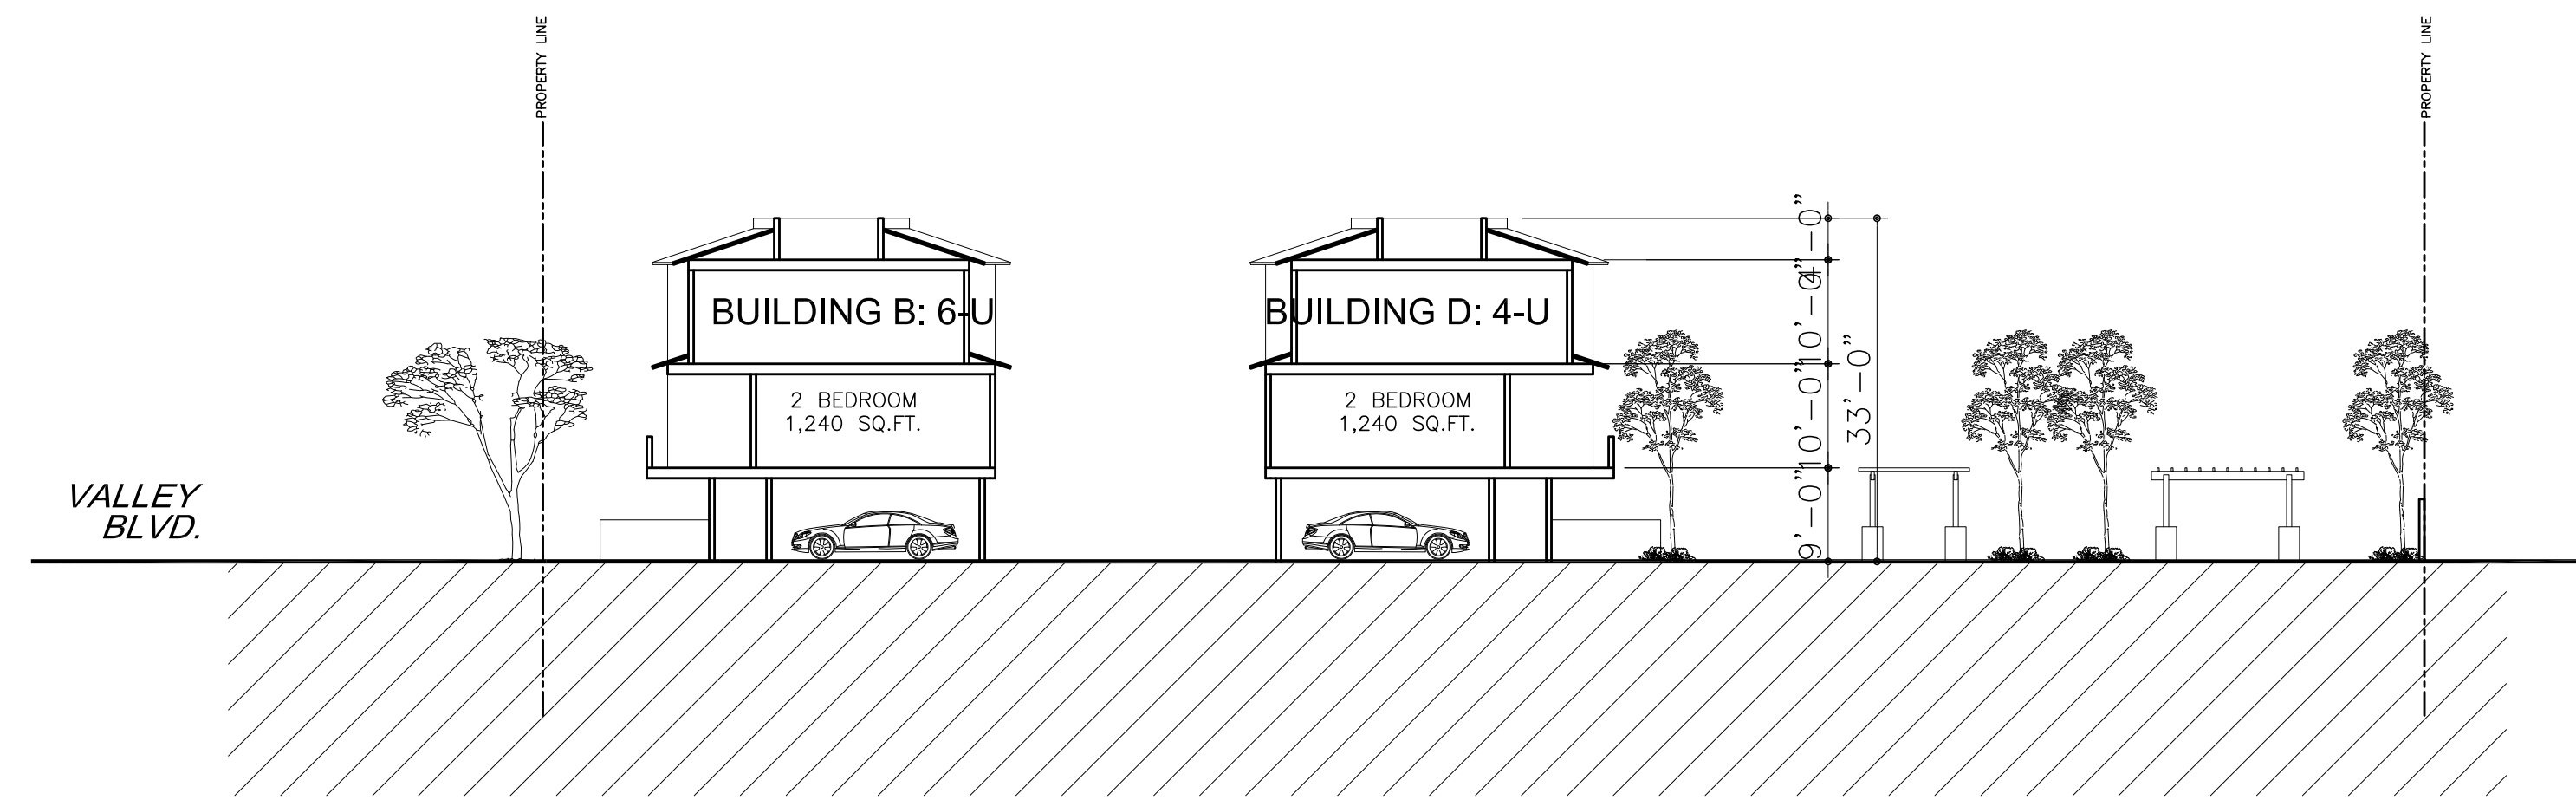 PROPERTY LINE
PROPERTY LINE
BUILDING B: 6-U
BUILDING D: 4-U
2 BEDROOM
1,240 SQ.FT.
2 BEDROOM
1,240 SQ.FT.
VALLEY
BLVD.
4'-0"
10'-0"
10'-0"
9'-0"
33'-0"